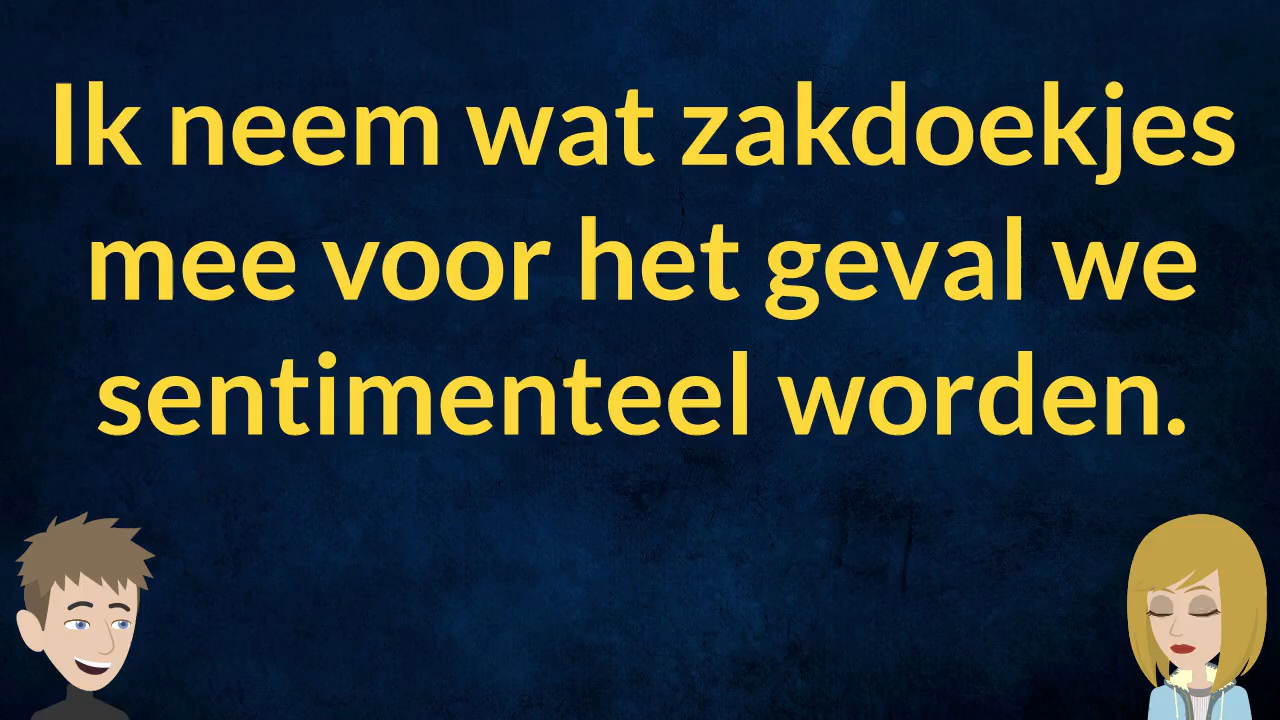 Ik neem wat zakdoekjes
mee voor het geval we
sentimenteel worden.